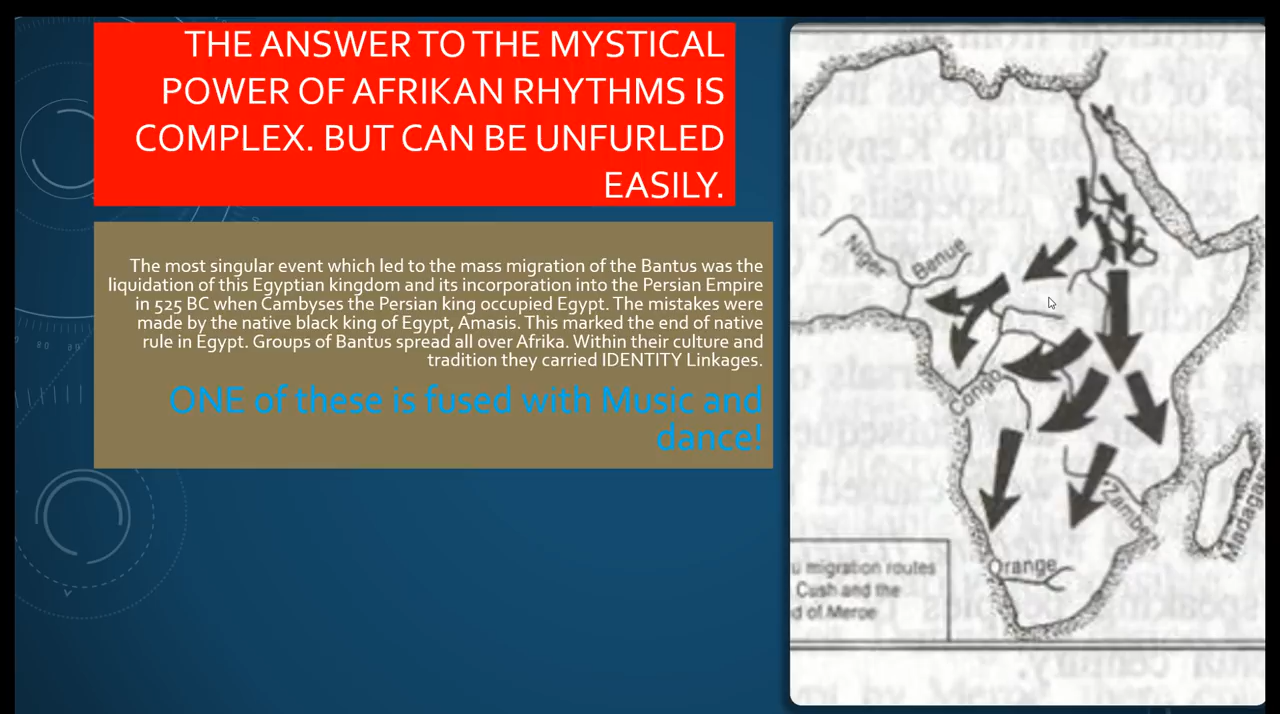 THE ANSWER TO THE MYSTICAL
POWER OF AFRIKAN RHYTHMS IS
COMPLEX. BUT CAN BE UNFURLED
EASILY.
The most singular event which led to the mass migration of the Bantus was the
liquidation of this Egyptian kingdom and its incorporation into the Persian Empire
in 525 BC when Cambyses the Persian king occupied Egypt. The mistakes were
made by the native black king of Egypt, Amasis. This marked the end of native
rule in Egypt. Groups of Bantus spread all over Afrika. Within their culture and
tradition they carried IDENTITY Linkages.
ONE of these is fused with Music and
dance!
Niger
Benue
Congo
Zambe
Madagas
Orange
u migration routes
Cush and the
d of Meroe